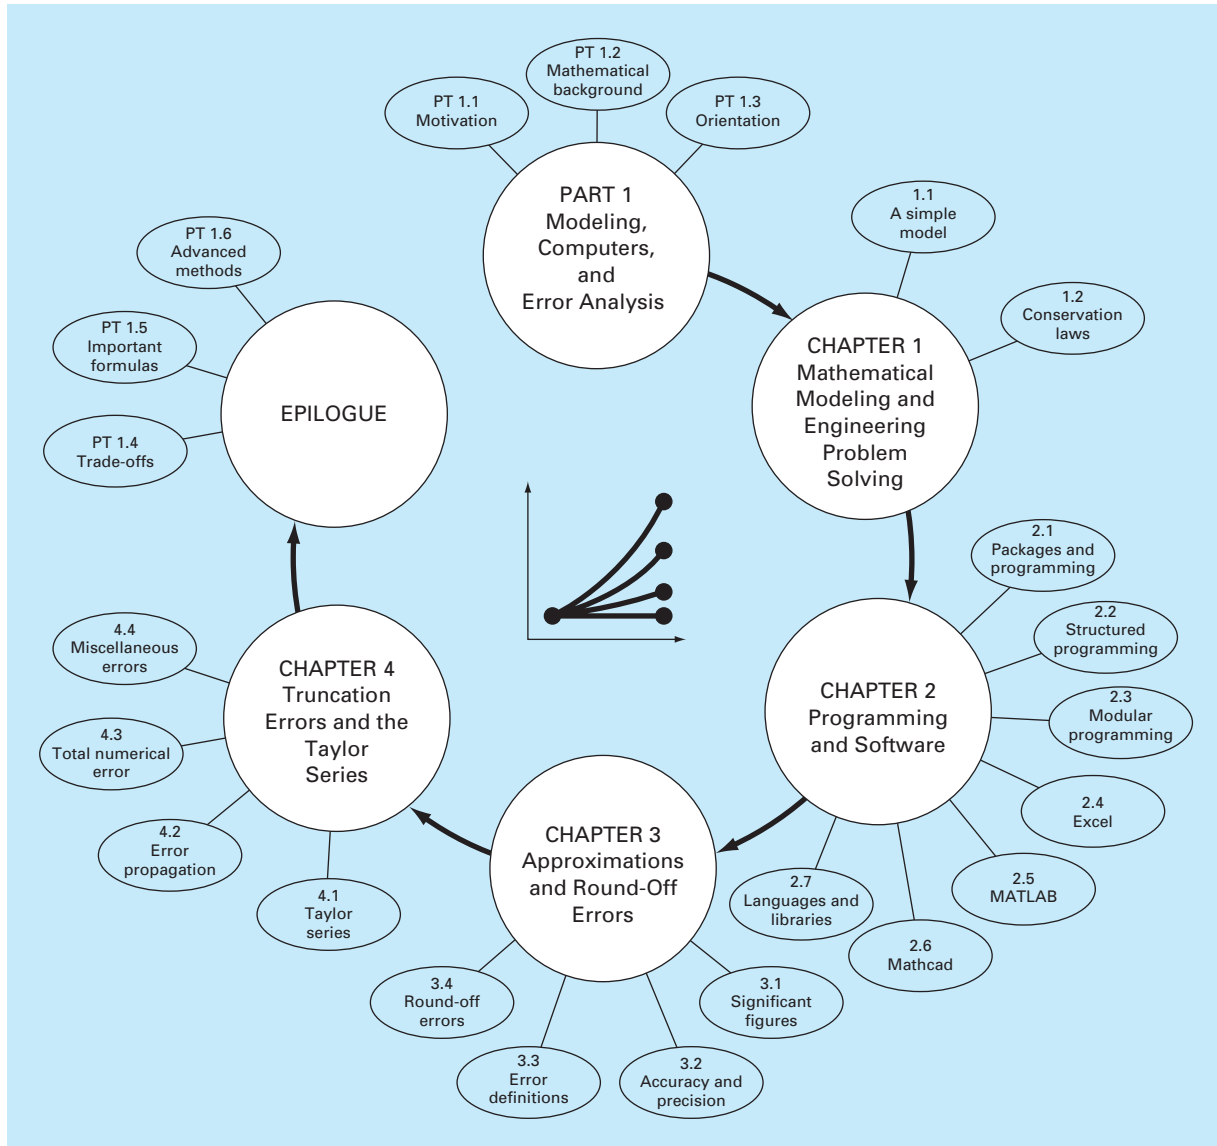 PT 1.1
Motivation
PT 1.2
Mathematical
background
PT 1.3
Orientation
PART 1
Modeling,
Computers,
and
Error Analysis
1.1
A simple
model
1.2
Conservation
laws
CHAPTER 1
Mathematical
Modeling and
Engineering
Problem
Solving
2.1
Packages and
programming
2.2
Structured
programming
2.3
Modular
programming
2.4
Excel
2.5
MATLAB
2.6
Mathcad
2.7
Languages and
libraries
CHAPTER 2
Programming
and Software
CHAPTER 3
Approximations
and Round-Off
Errors
3.1
Significant
figures
3.2
Accuracy and
precision
3.3
Error
definitions
3.4
Round-off
errors
CHAPTER 4
Truncation
Errors and the
Taylor
Series
4.1
Taylor
series
4.2
Error
propagation
4.3
Total numerical
error
4.4
Miscellaneous
errors
EPILOGUE
PT 1.4
Trade-offs
PT 1.5
Important
formulas
PT 1.6
Advanced
methods